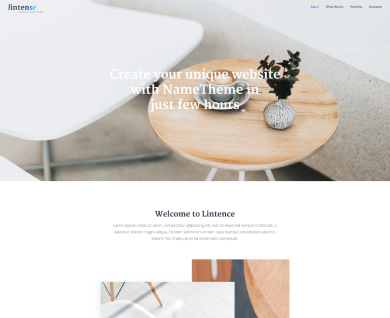 lintense
About
What We Do
Portfolio
Contacts
Create your unique website
with NameTheme in
just few hours
Welcome to Lintence
Lorem ipsum dolor sit amet, consectetur adipiscing elit, sed do eiusmod tempor incididunt ut
labore et dolore magna aliqua. Ut enim ad minim veniam, quis nostrud exercitation ullamco
laboris nisi ut aliquip ex ea commodo consequat.